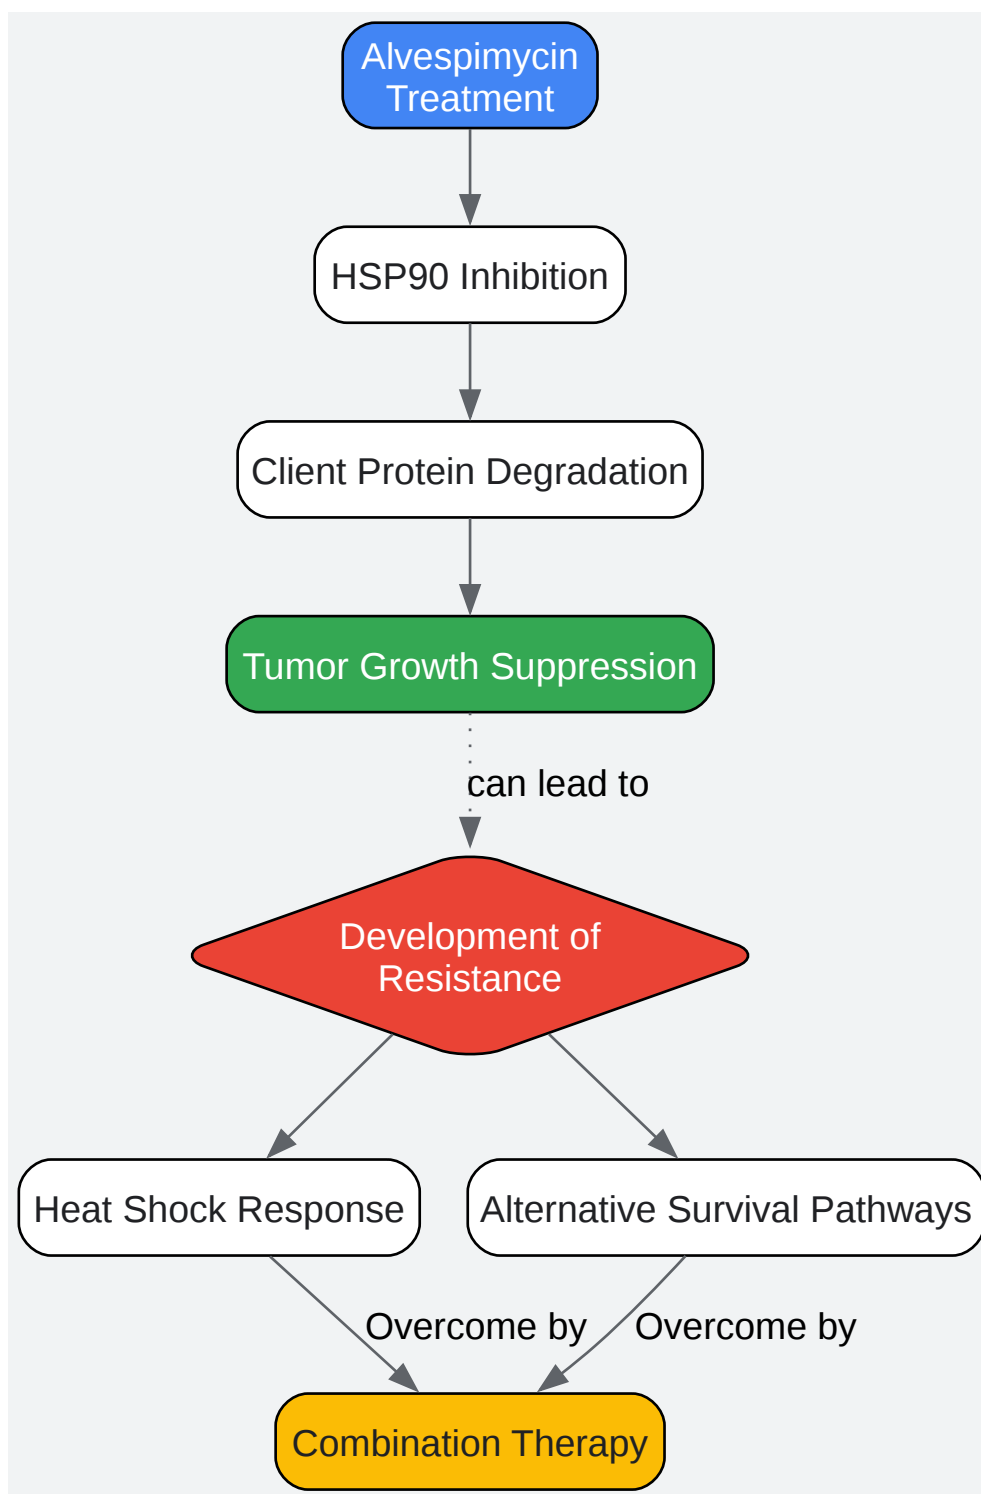 Alvespimycin
Treatment
HSP90 Inhibition
Client Protein Degradation
Tumor Growth Suppression
can lead to
Development of
Resistance
Heat Shock Response
Alternative Survival Pathways
Overcome by
Overcome by
Combination Therapy